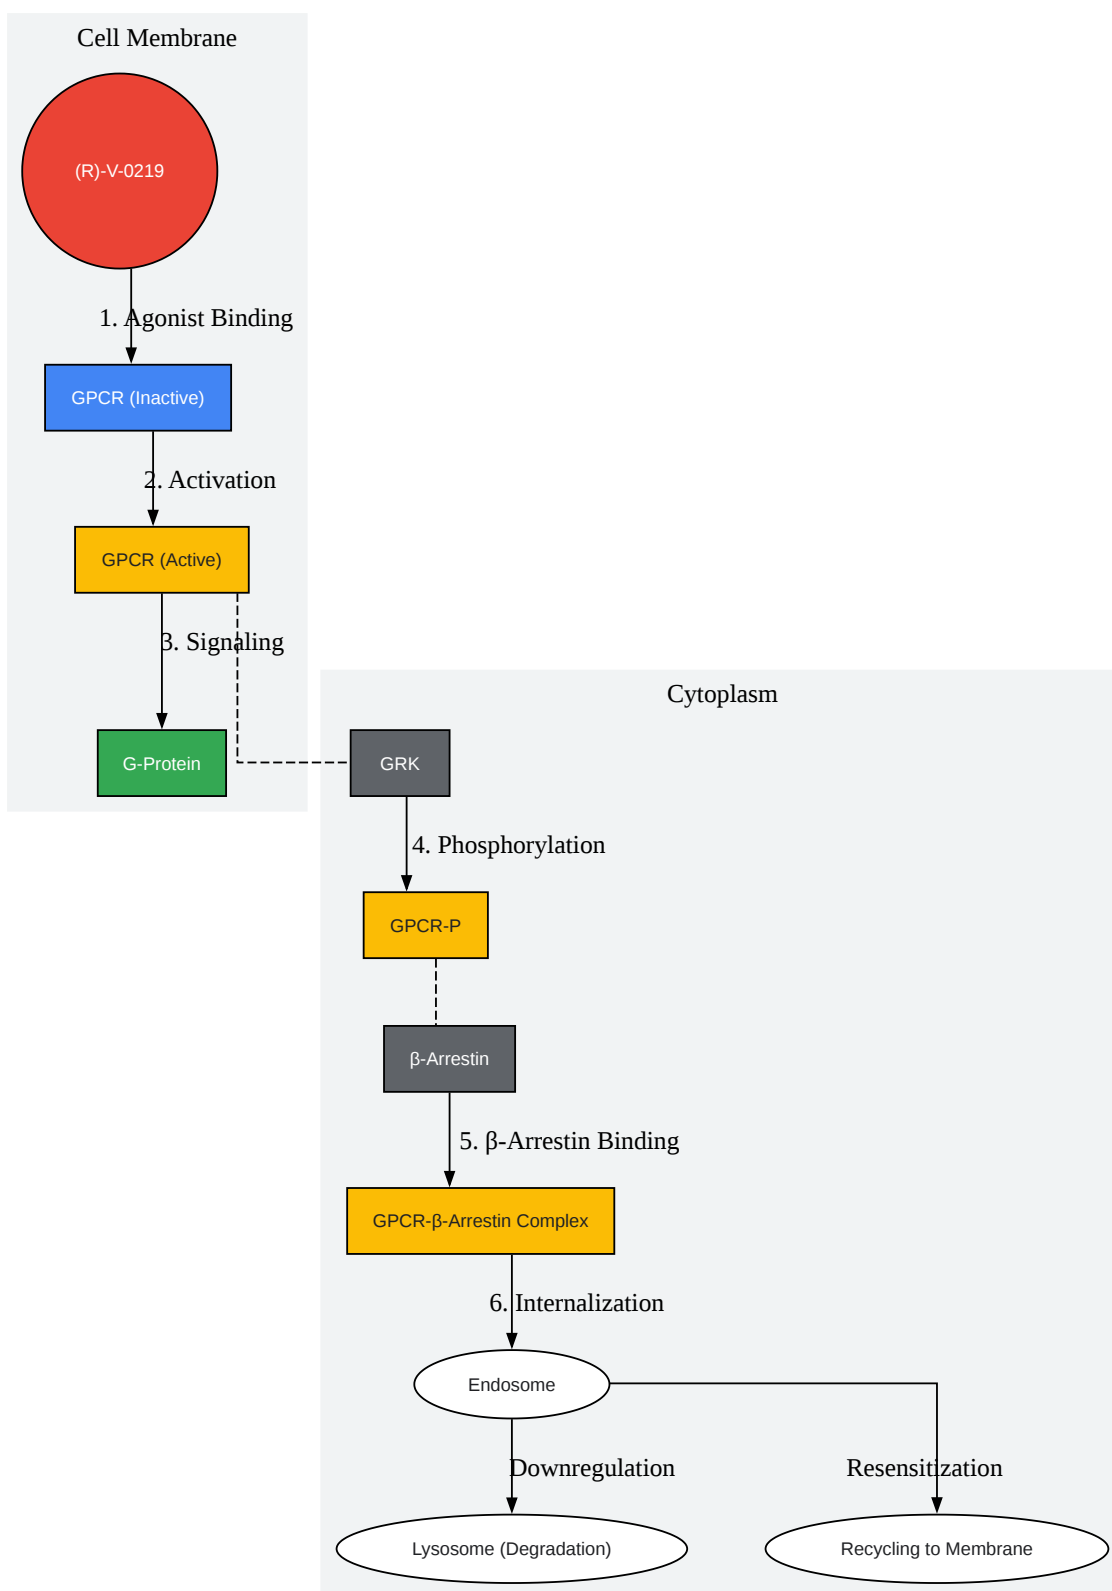 Cell Membrane
(R)-V-0219
1. Agonist Binding
GPCR (Inactive)
2. Activation
GPCR (Active)
3. Signaling
G-Protein
Cytoplasm
GRK
4. Phosphorylation
GPCR-P
β-Arrestin
5. β-Arrestin Binding
GPCR-β-Arrestin Complex
6. Internalization
Endosome
Downregulation
Resensitization
Lysosome (Degradation)
Recycling to Membrane